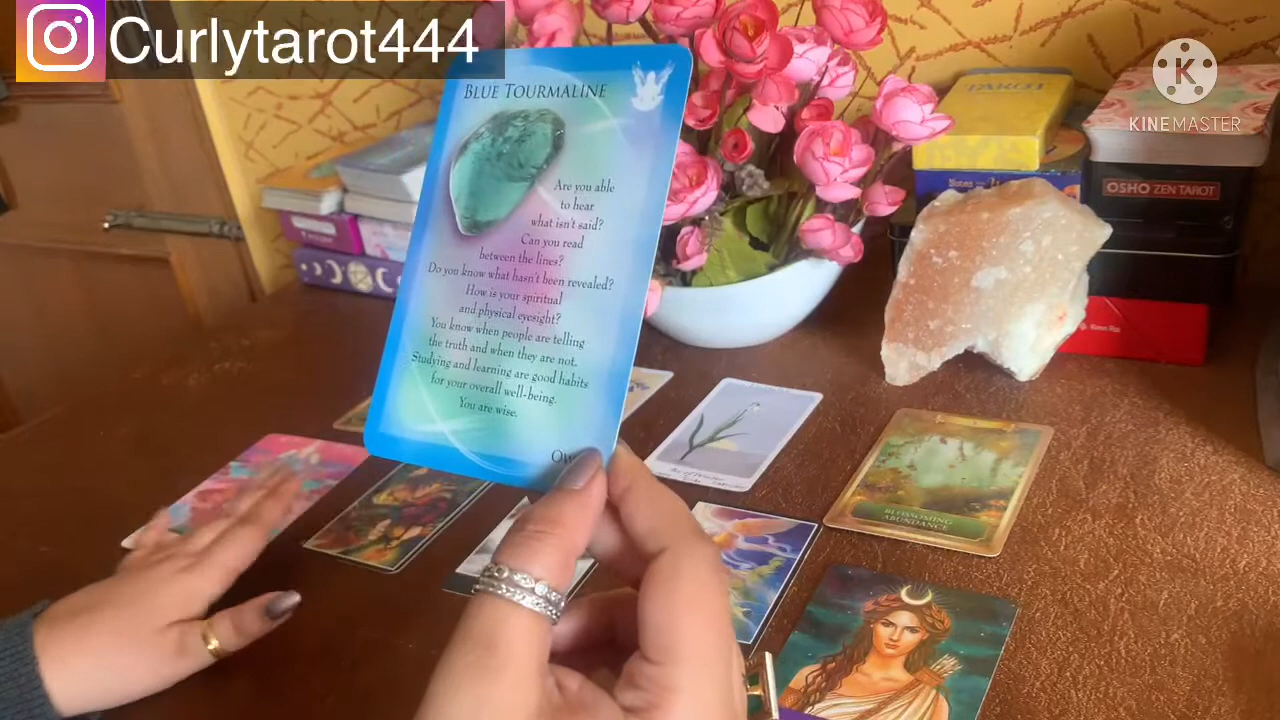 Curlytarot444
KINEMASTER
BLUE TOURMALINE
Are you able
to hear
what isn't said?
Can you read
between the lines?
Do you know what hasn't been revealed?
How is your spiritual
and physical eyesight?
You know when people are telling
the truth and when they are not.
Studying and learning are good habits
for your overall well-being.
You are wise.
TAROT
OSHO ZEN TAROT
BLOSSOMING
ABUNDANCE